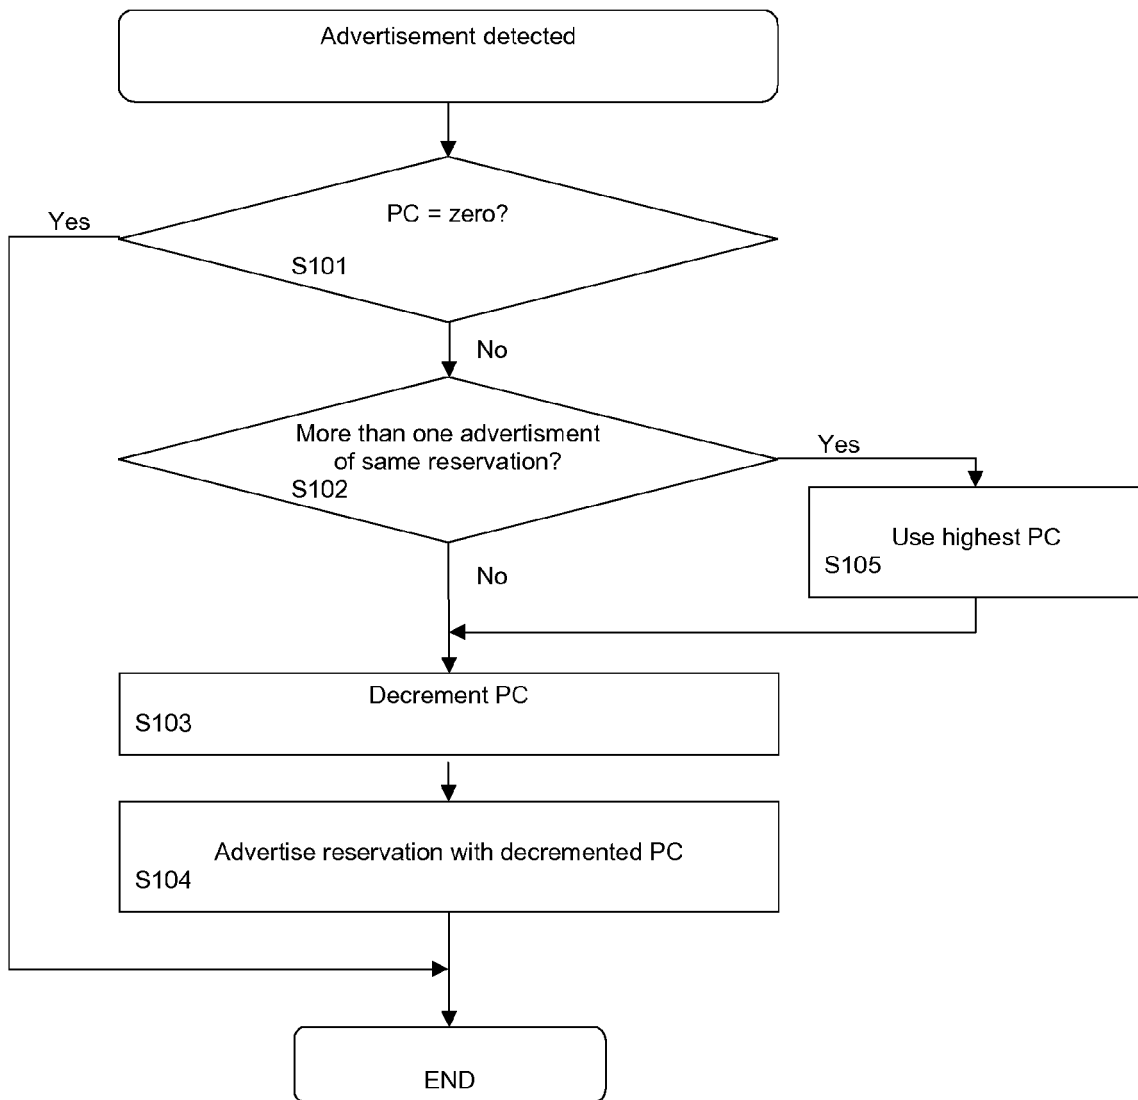 Advertisement detected
PC = zero?
Yes
S101
No
More than one advertisment
of same reservation?
S102
Yes
Use highest PC
S105
No
Decrement PC
S103
Advertise reservation with decremented PC
S104
END